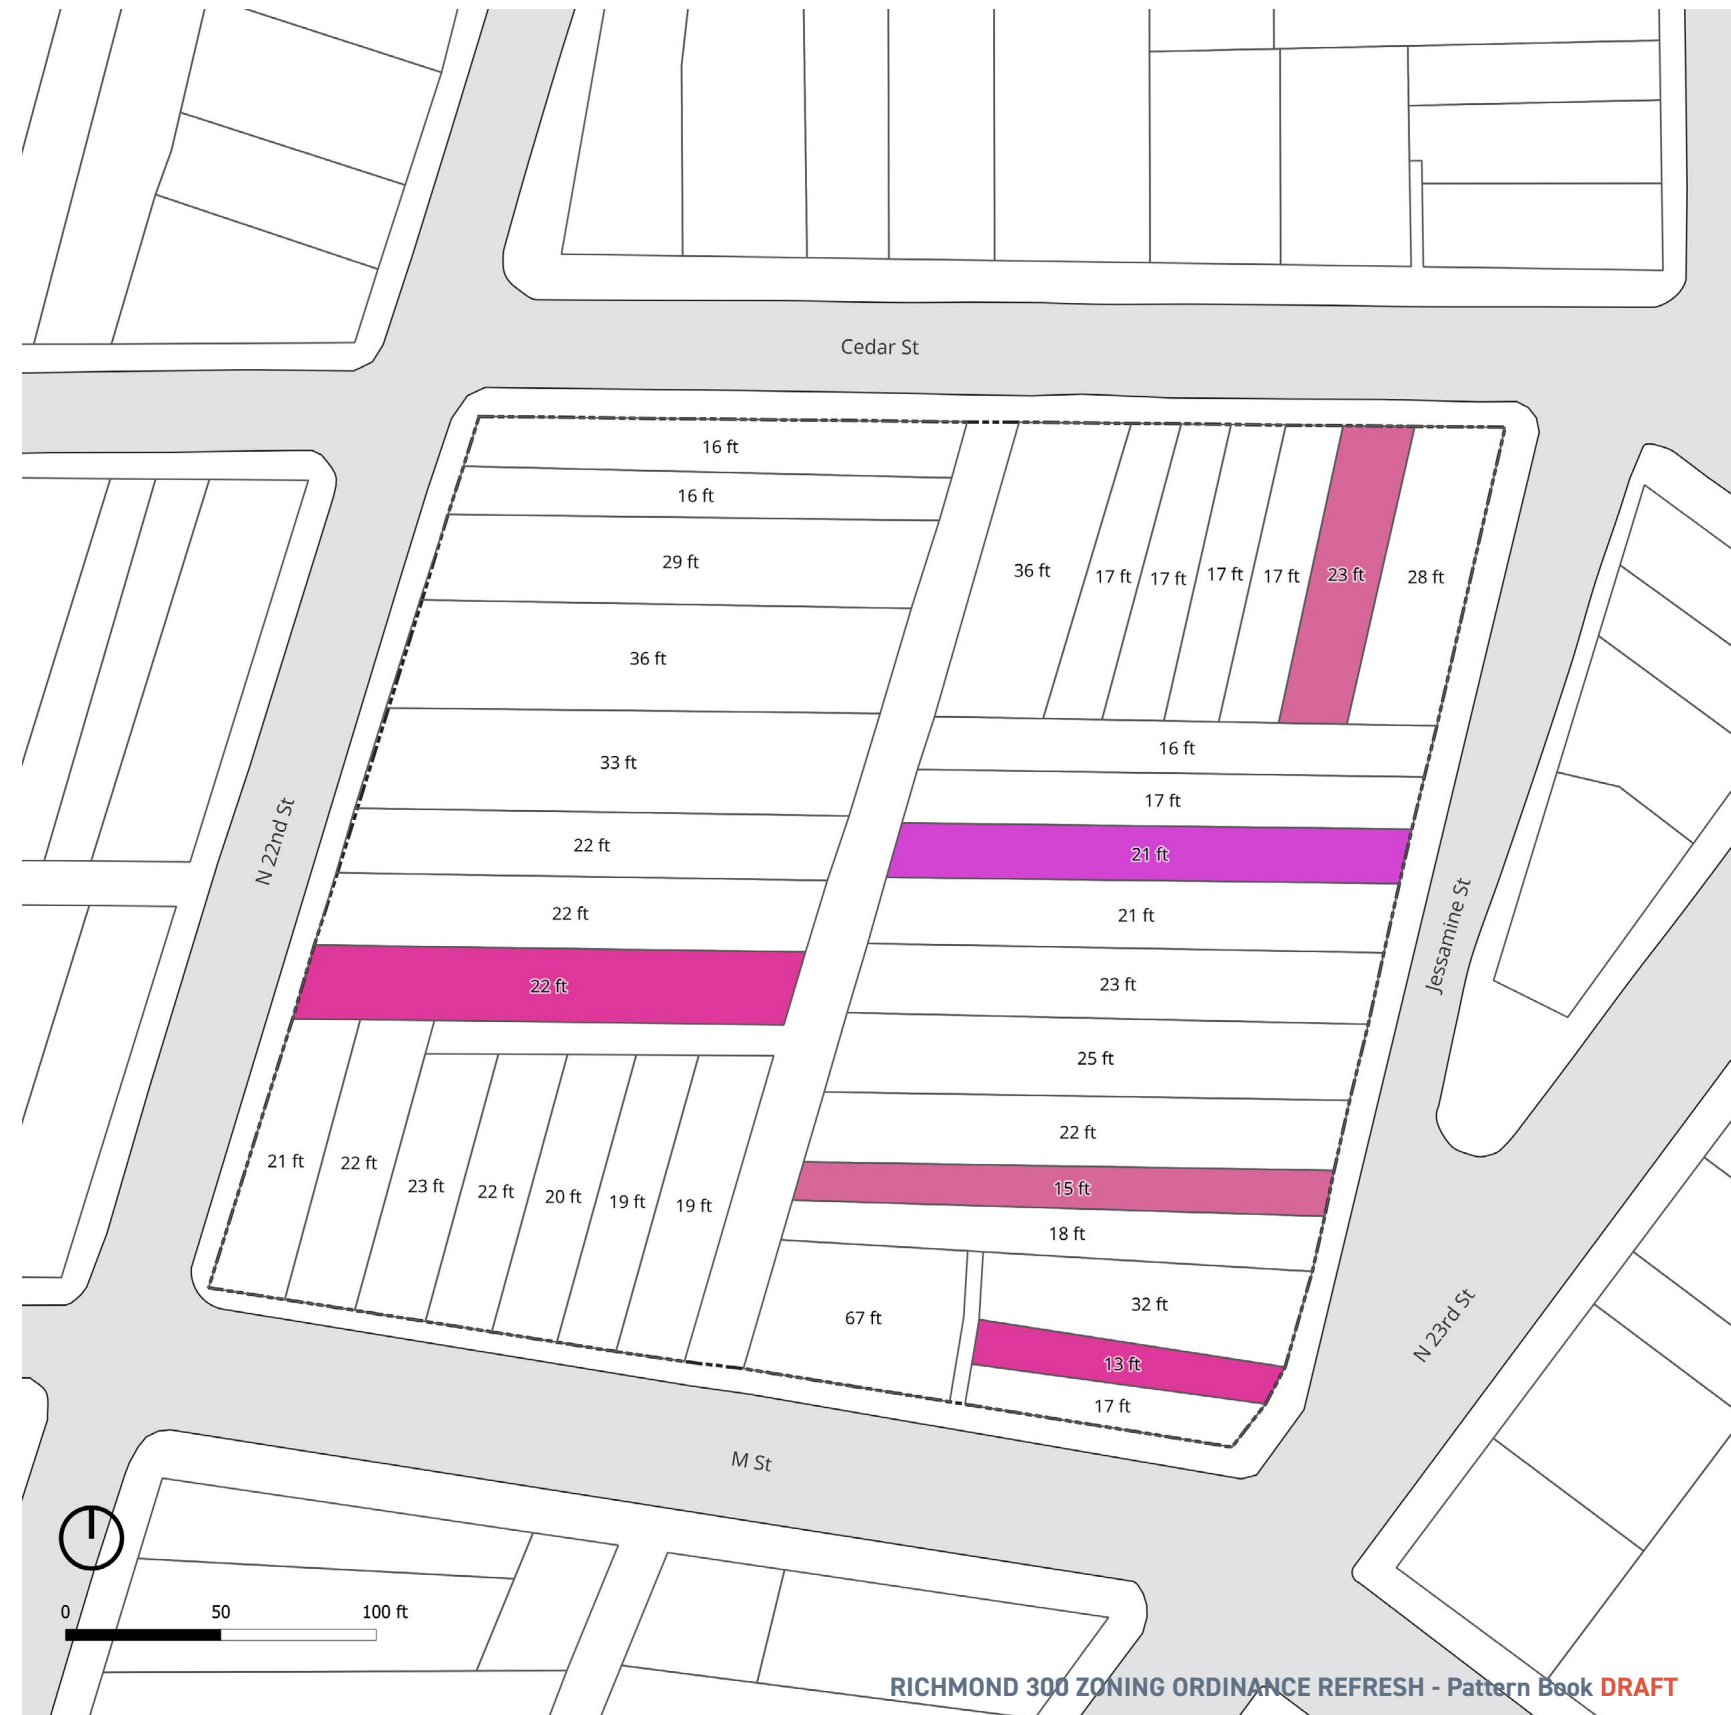 Cedar St
16 ft
16 ft
29 ft
36 ft
33 ft
22 ft
22 ft
22 ft
21 ft
22 ft
23 ft
22 ft
20 ft
19 ft
19 ft
36 ft
17 ft
17 ft
17 ft
17 ft
23 ft
28 ft
16 ft
17 ft
21 ft
21 ft
23 ft
25 ft
22 ft
15 ft
18 ft
67 ft
32 ft
13 ft
17 ft
N 22nd St
Jessamine St
N 23rd St
M St
0 50 100 ft
RICHMOND 300 ZONING ORDINANCE REFRESH - Pattern Book DRAFT